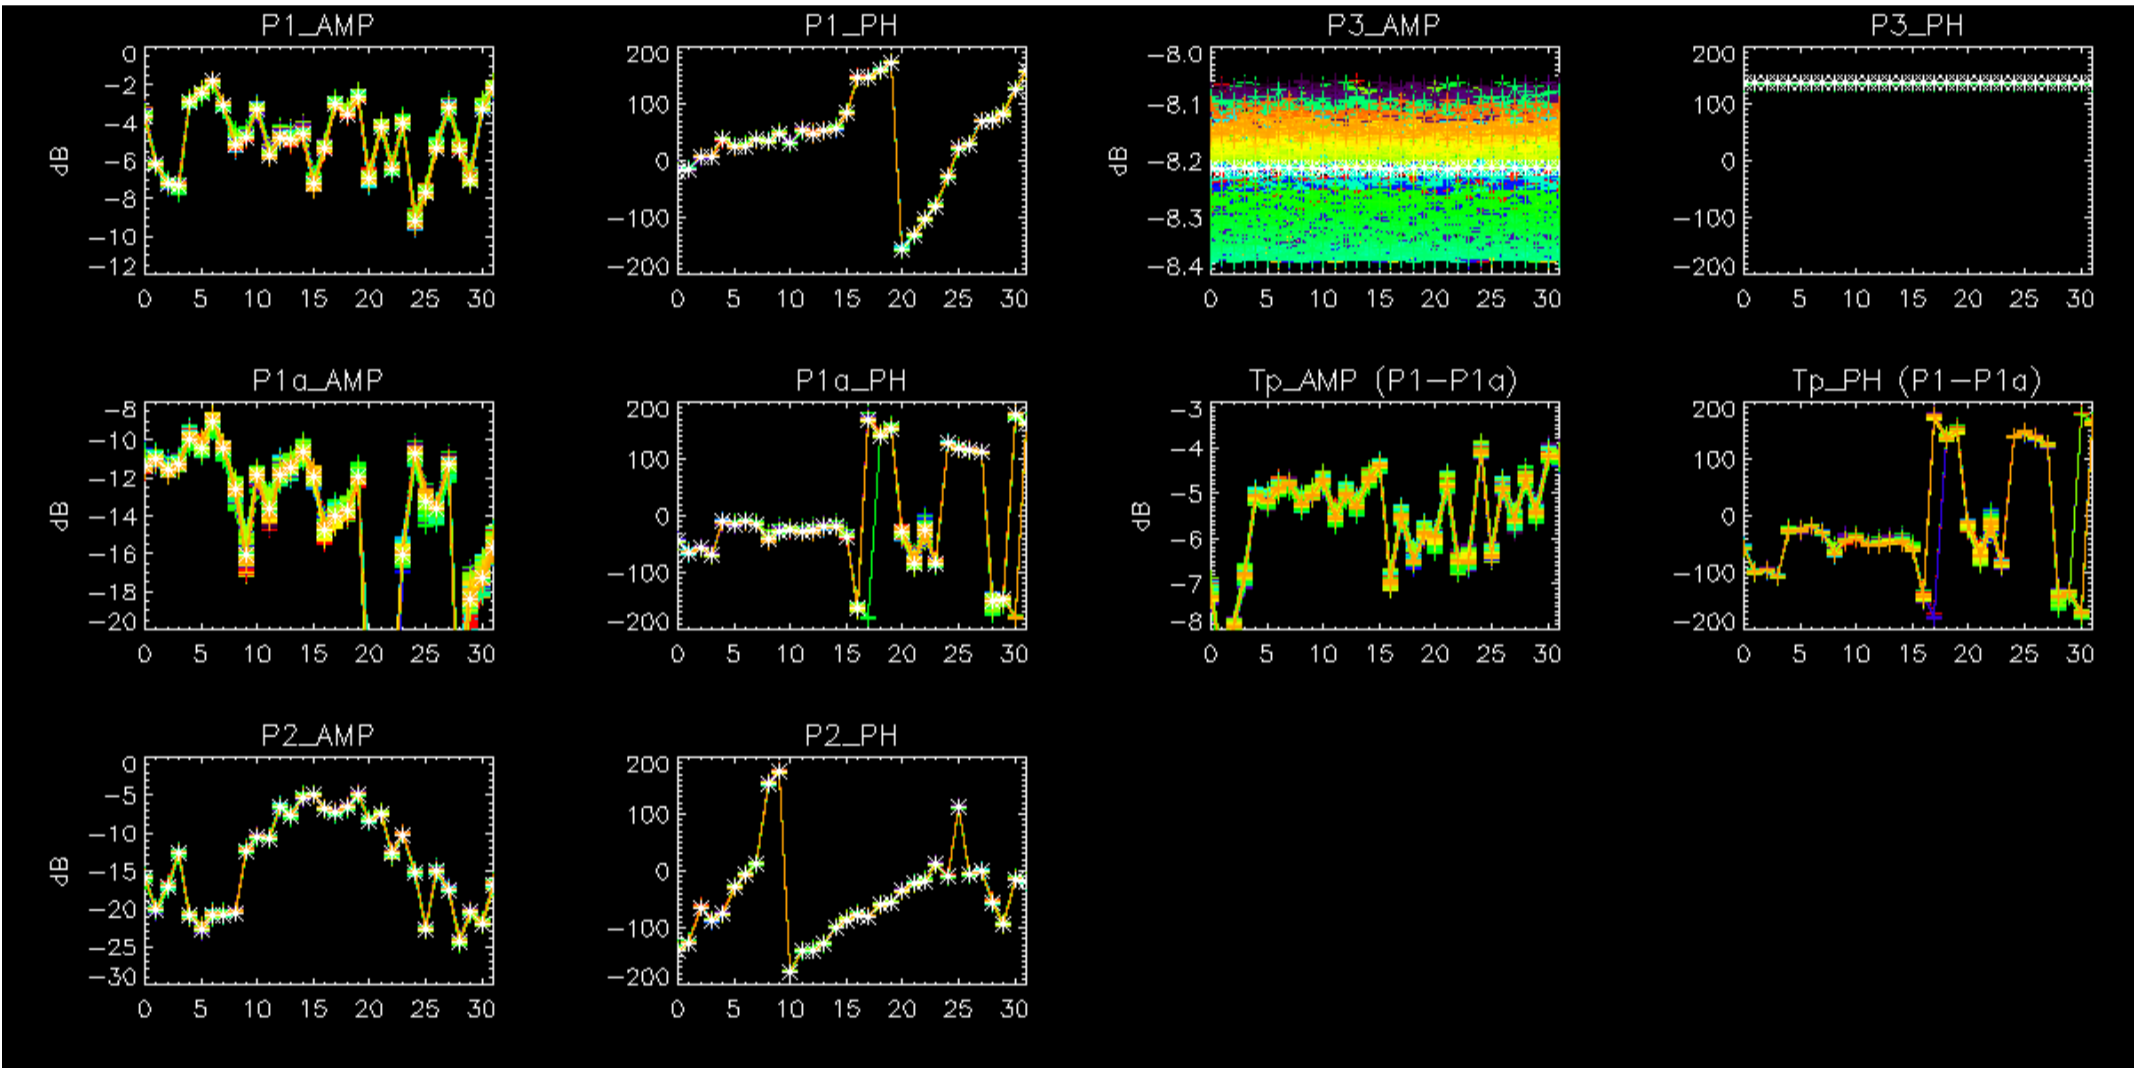 P1_AMP
P1_PH
P3_AMP
P3_PH
dB
0
-2
-4
-6
-8
-10
-12
0 5 10 15 20 25 30
200
100
0
-100
-200
0 5 10 15 20 25 30
dB
-8.0
-8.1
-8.2
-8.3
-8.4
0 5 10 15 20 25 30
200
100
0
-100
-200
0 5 10 15 20 25 30
P1a_AMP
P1a_PH
Tp_AMP (P1-P1a)
Tp_PH (P1-P1a)
dB
-8
-10
-12
-14
-16
-18
-20
0 5 10 15 20 25 30
200
100
0
-100
-200
0 5 10 15 20 25 30
dB
-3
-4
-5
-6
-7
-8
0 5 10 15 20 25 30
200
100
0
-100
-200
0 5 10 15 20 25 30
P2_AMP
P2_PH
dB
0
-5
-10
-15
-20
-25
-30
0 5 10 15 20 25 30
200
100
0
-100
-200
0 5 10 15 20 25 30